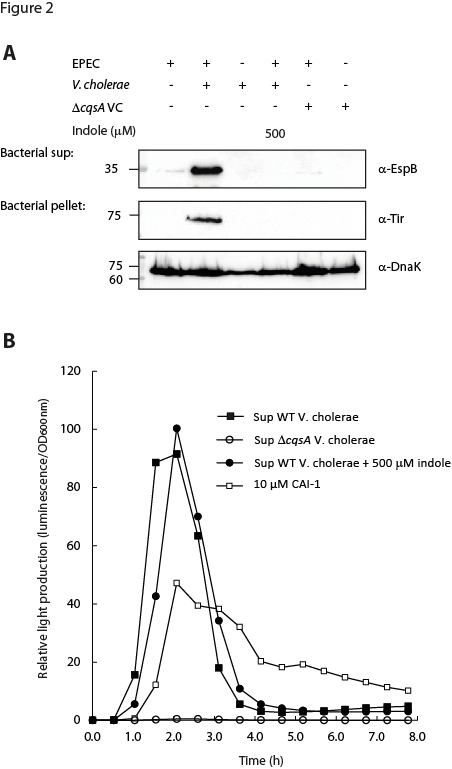 Figure 2
A
EPEC + + - + + -
V. cholerae - + + + - -
ΔcqsA VC - - - - + +
Indole (μM) 500
Bacterial sup:
35 α-EspB
Bacterial pellet:
75 α-TIr
75 α-DnaK
60
B
120
100
80
60
40
20
0
Relative light production (luminescence/OD600nm)
Sup WT V. cholerae
Sup ΔcqsA V. cholerae
Sup WT V. cholerae + 500 μM indole
10 μM CAI-1
0.0 1.0 2.0 3.0 4.0 5.0 6.0 7.0 8.0
Time (h)